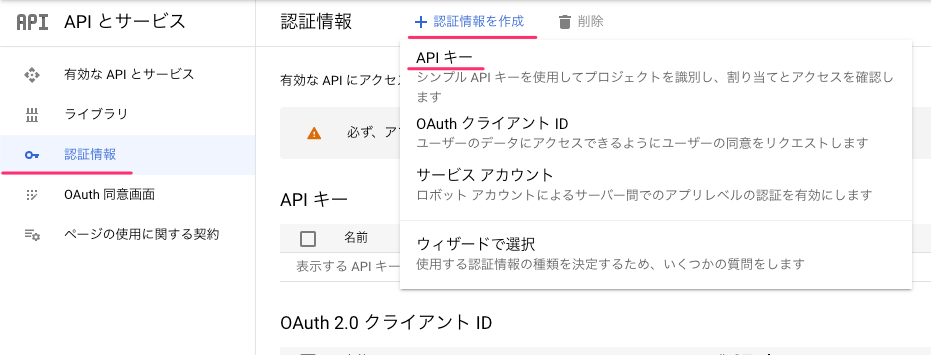 API API とサービス
有効な API とサービス
ライブラリ
認証情報
OAuth 同意画面
ページの使用に関する契約
認証情報
認証情報を作成
削除
有効な API にアクセス
必ず、ア
API キー
シンプル API キーを使用してプロジェクトを識別し、割り当てとアクセスを確認し
ます
OAuth クライアント ID
ユーザーのデータにアクセスできるようにユーザーの同意をリクエストします
サービス アカウント
ロボット アカウントによるサーバー間でのアプリレベルの認証を有効にします
ウィザードで選択
使用する認証情報の種類を決定するため、いくつかの質問をします
API キー
名前
表示する API キー
OAuth 2.0 クライアント ID